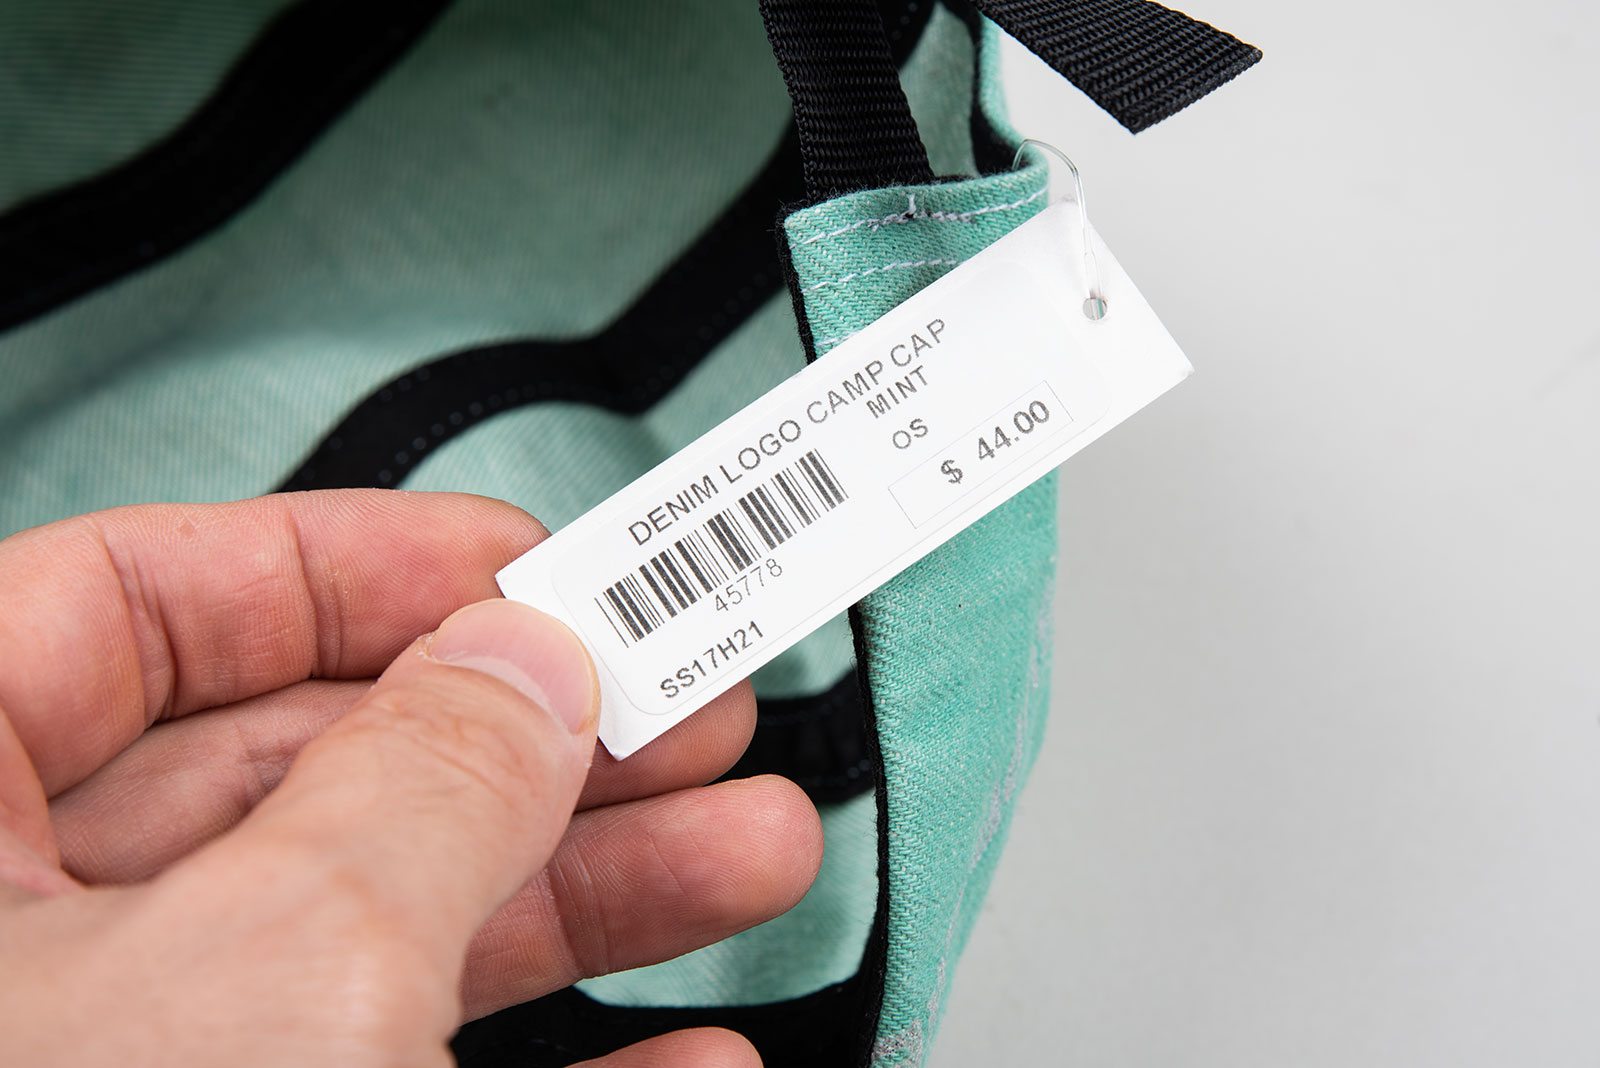 DENIM LOGO CAMP CAP
MINT
OS
$ 44.00
45778
SS17H21